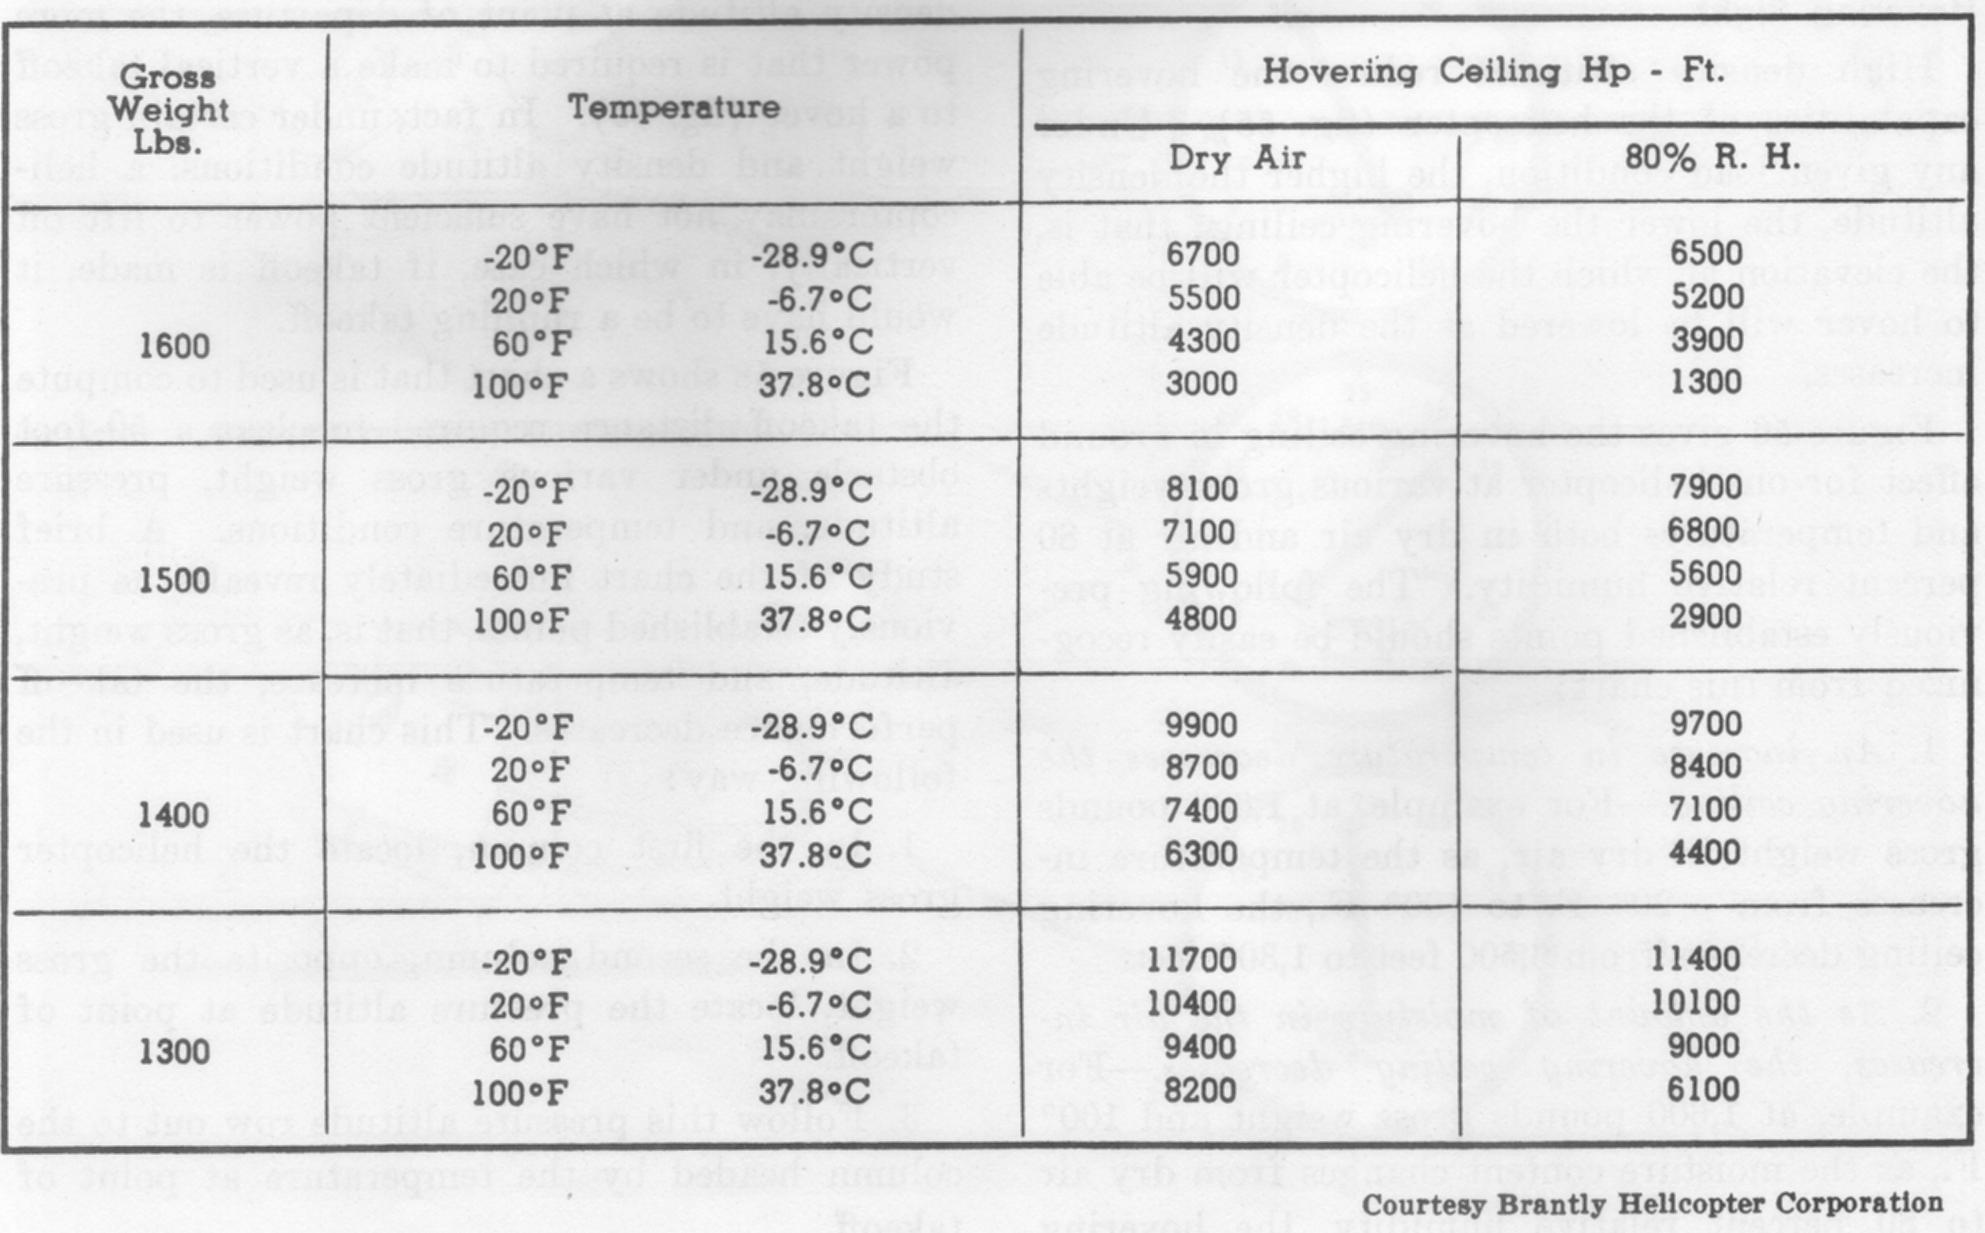 Gross
Weight
Lbs.
Temperature
Hovering Ceiling Hp - Ft.
Dry Air
80% R. H.
1600
-20°F -28.9°C 6700 6500
20°F -6.7°C 5500 5200
60°F 15.6°C 4300 3900
100°F 37.8°C 3000 1300
1500
-20°F -28.9°C 8100 7900
20°F -6.7°C 7100 6800
60°F 15.6°C 5900 5600
100°F 37.8°C 4800 2900
1400
-20°F -28.9°C 9900 9700
20°F -6.7°C 8700 8400
60°F 15.6°C 7400 7100
100°F 37.8°C 6300 4400
1300
-20°F -28.9°C 11700 11400
20°F -6.7°C 10400 10100
60°F 15.6°C 9400 9000
100°F 37.8°C 8200 6100
Courtesy Brantly Helicopter Corporation